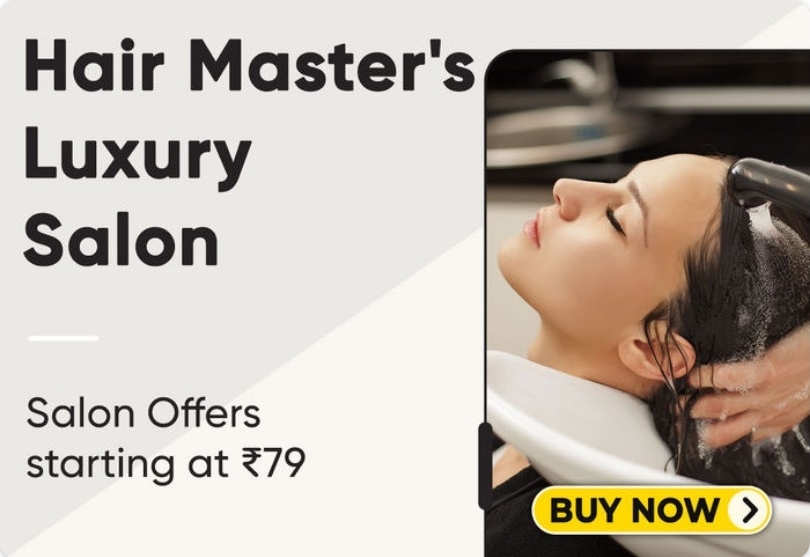 Hair Master's
Luxury
Salon
Salon Offers
starting at ₹79
BUY NOW